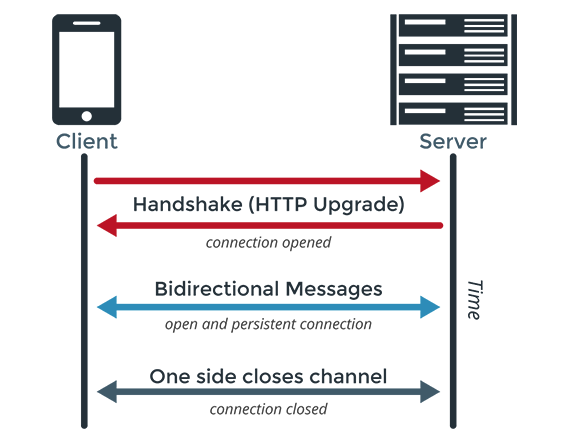 Client
Server
Handshake (HTTP Upgrade)
connection opened
Bidirectional Messages
open and persistent connection
Time
One side closes channel
connection closed